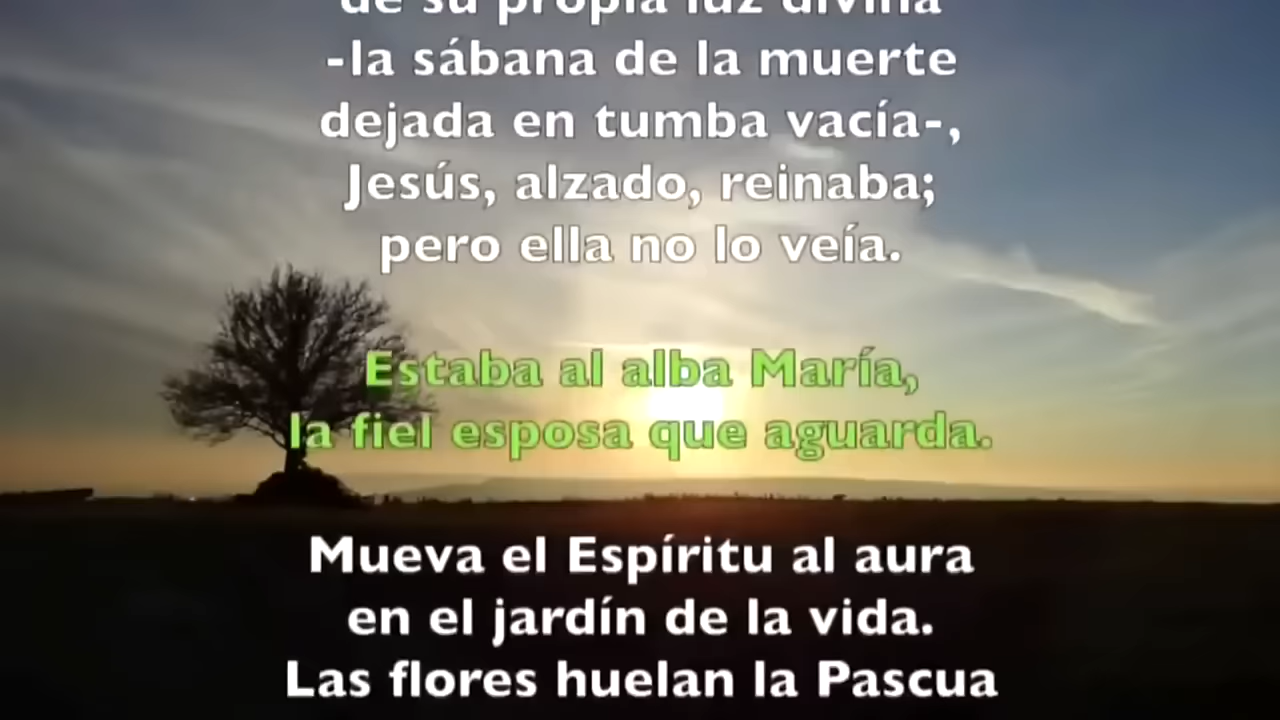 de su propia luz divina
-la sábana de la muerte
dejada en tumba vacía-,
Jesús, alzado, reinaba;
pero ella no lo veía.
Estaba al alba María,
la fiel esposa que aguarda.
Mueva el Espíritu al aura
en el jardín de la vida.
Las flores huelan la Pascua